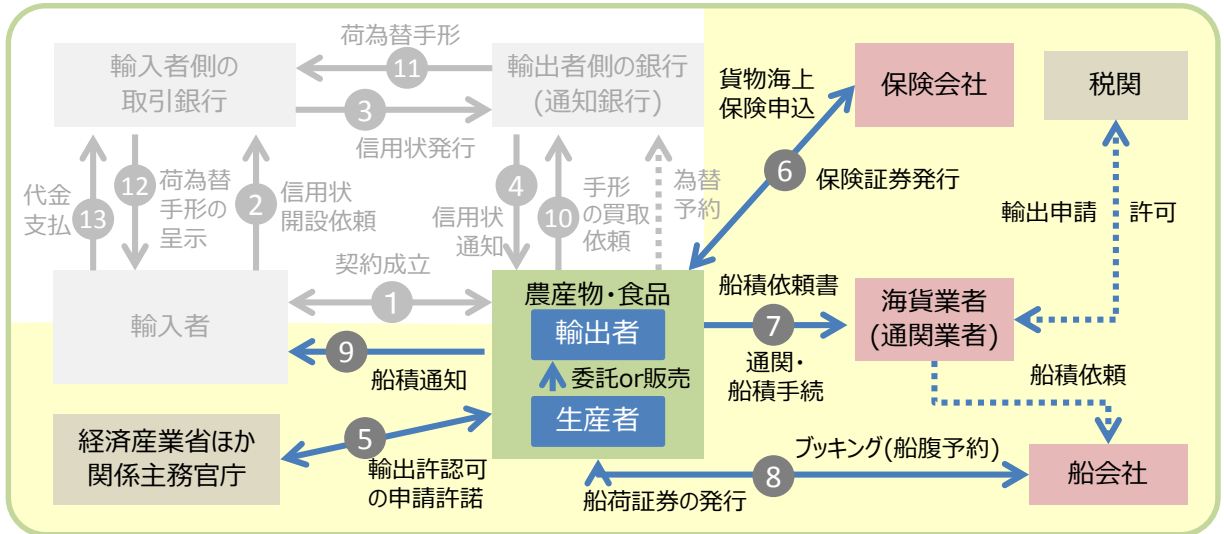 輸入者側の
取引銀行
荷為替手形
11
3
信用状発行
輸出者側の銀行
(通知銀行)
貨物海上
保険申込
保険会社
税関
6
保険証券発行
代金
支払
13
12
荷為替
手形の
呈示
2
信用状
開設依頼
4
信用状
通知
10
手形
の買取
依頼
為替
予約
輸出申請
許可
契約成立
1
輸入者
農産物・食品
輸出者
委託or販売
生産者
船積依頼書
7
通関・
船積手続
海貨業者
(通関業者)
9
船積通知
船積依頼
経済産業省ほか
関係主務官庁
5
輸出許認可
の申請許諾
ブッキング(船腹予約)
8
船荷証券の発行
船会社